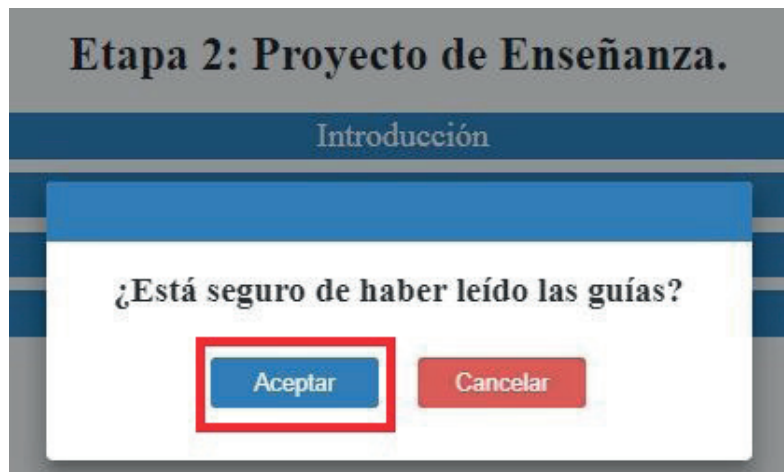 Etapa 2: Proyecto de Enseñanza.
Introducción
¿Está seguro de haber leído las guías?
Aceptar
Cancelar